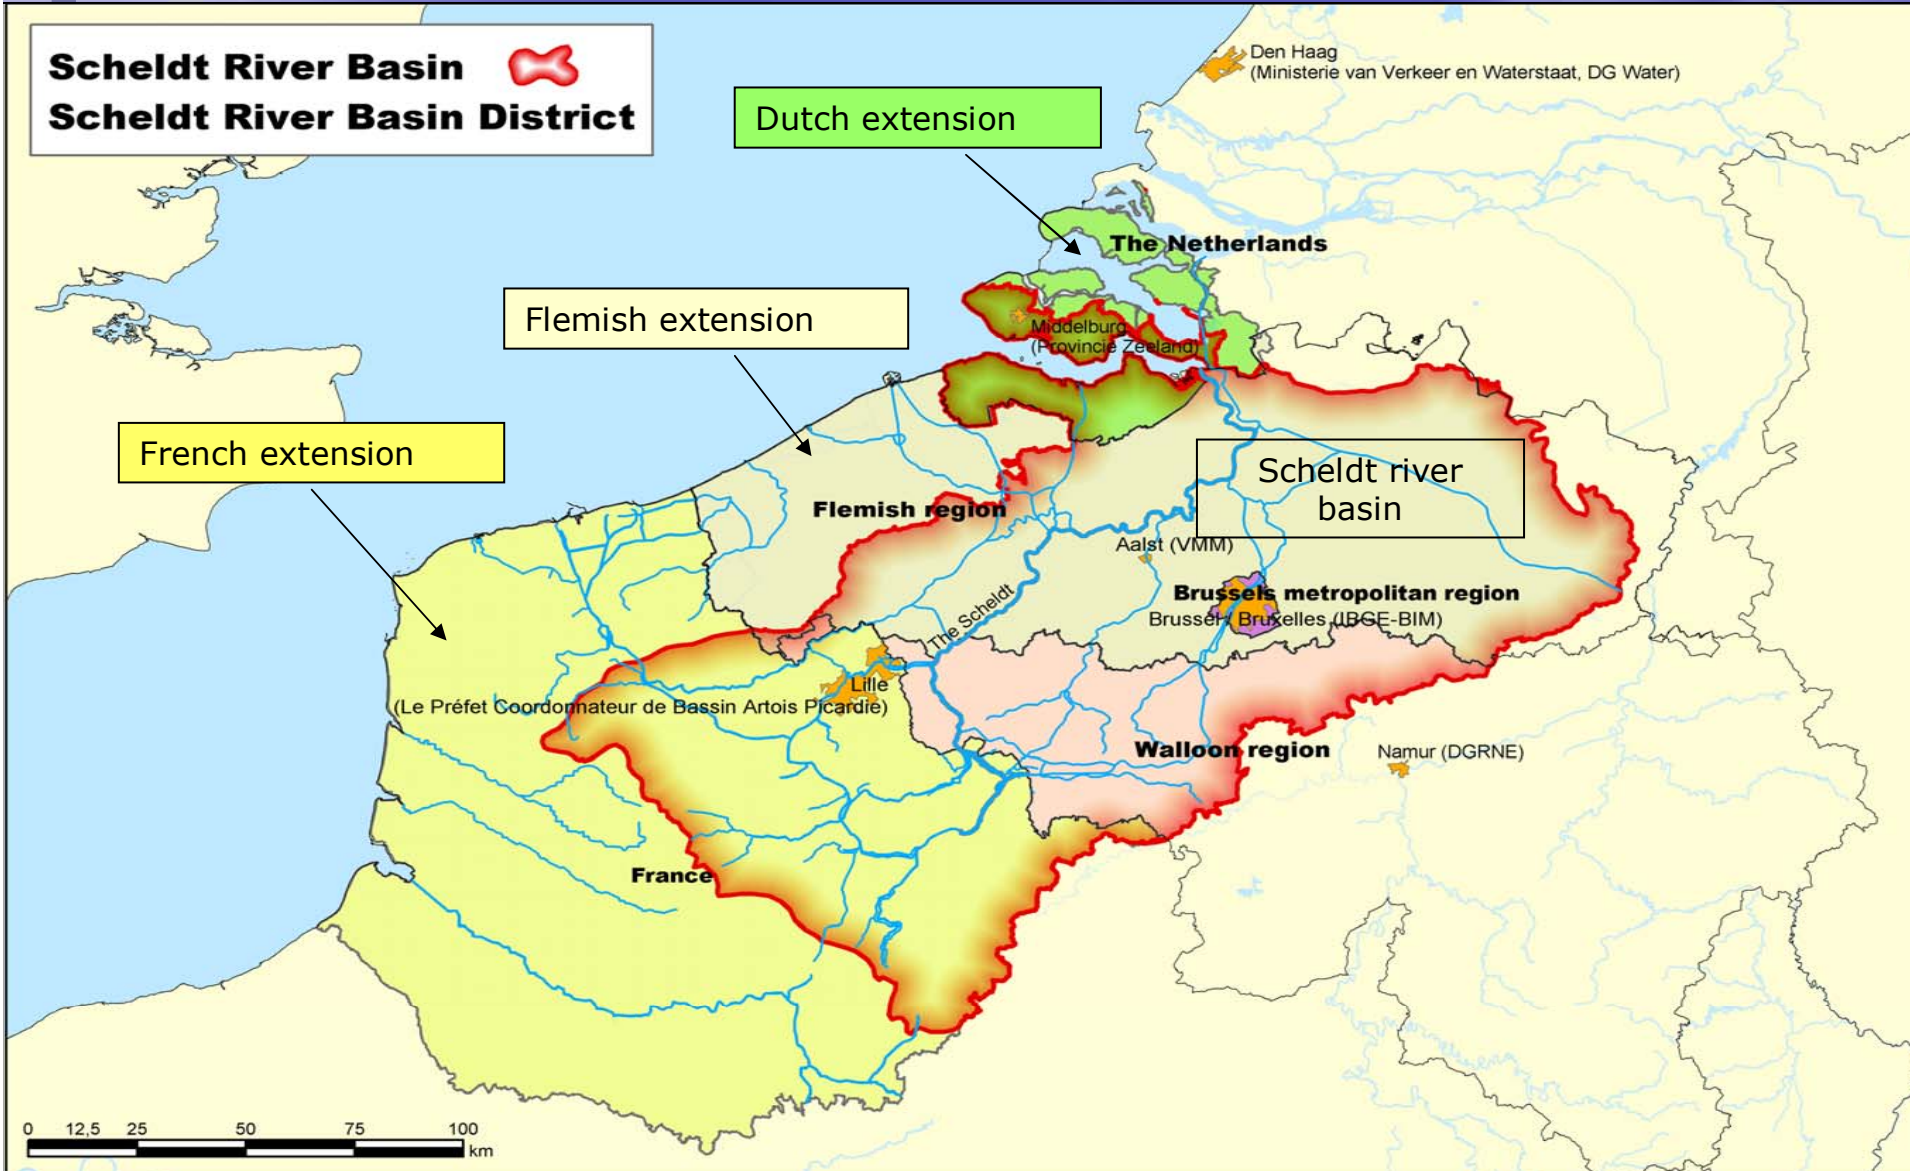 Scheldt River Basin
Scheldt River Basin District
Den Haag
(Ministerie van Verkeer en Waterstaat, DG Water)
Dutch extension
The Netherlands
Flemish extension
Middelburg
(Provincie Zeeland)
French extension
Scheldt river
basin
Flemish region
Aalst (VMM)
Brussels metropolitan region
Brussel / Bruxelles (IBGE-BIM)
The Scheldt
Lille
(Le Préfet Coordonnateur de Bassin Artois Picardie)
Walloon region
Namur (DGRNE)
France
0 12,5 25 50 75 100
km